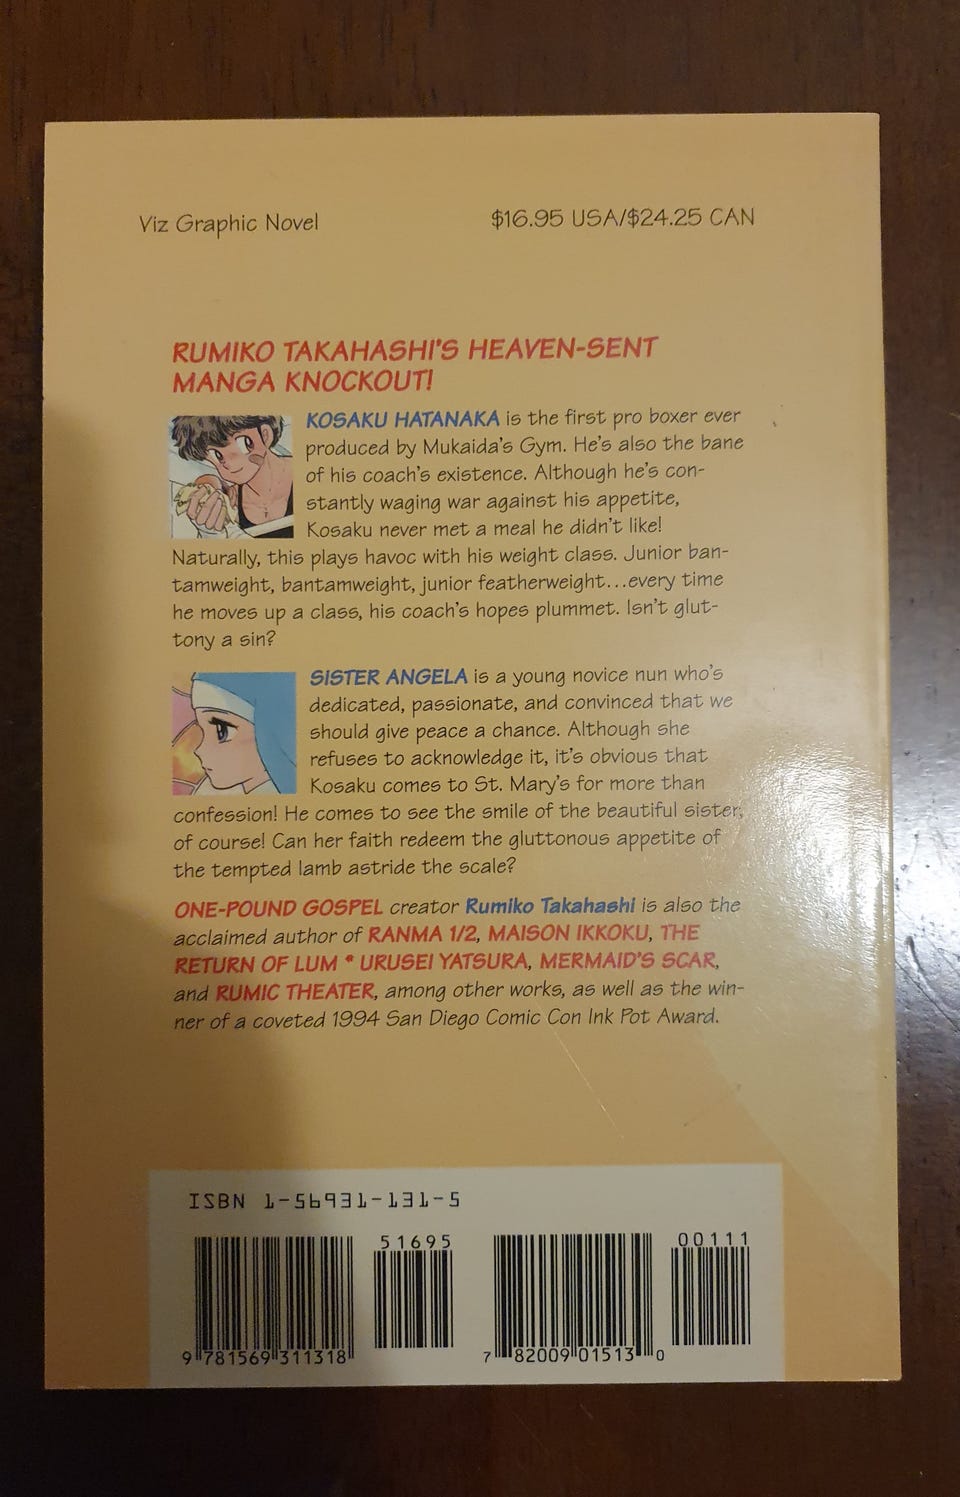 Viz Graphic Novel
$16.95 USA/$24.25 CAN
RUMIKO TAKAHASHI'S HEAVEN-SENT
MANGA KNOCKOUT!
KOSAKU HATANAKA is the first pro boxer ever
produced by Mukaida's Gym. He's also the bane
of his coach's existence. Although he's con-
stantly waging war against his appetite,
Kosaku never met a meal he didn't like!
Naturally, this plays havoc with his weight class. Junior ban-
tamweight, bantamweight, junior featherweight...every time
he moves up a class, his coach's hopes plummet. Isn't glut-
tony a sin?
SISTER ANGELA is a young novice nun who's
dedicated, passionate, and convinced that we
should give peace a chance. Although she
refuses to acknowledge it, it's obvious that
Kosaku comes to St. Mary's for more than
confession! He comes to see the smile of the beautiful sister,
of course! Can her faith redeem the gluttonous appetite of
the tempted lamb astride the scale?
ONE-POUND GOSPEL creator Rumiko Takahashi is also the
acclaimed author of RANMA 1/2, MAISON IKKOKU, THE
RETURN OF LUM * URUSEI YATSURA, MERMAID'S SCAR,
and RUMIC THEATER, among other works, as well as the win-
ner of a coveted 1994 San Diego Comic Con Ink Pot Award.
ISBN 1-56931-131-5
51695
00111
9 781569 311318
7 82009 01513 0